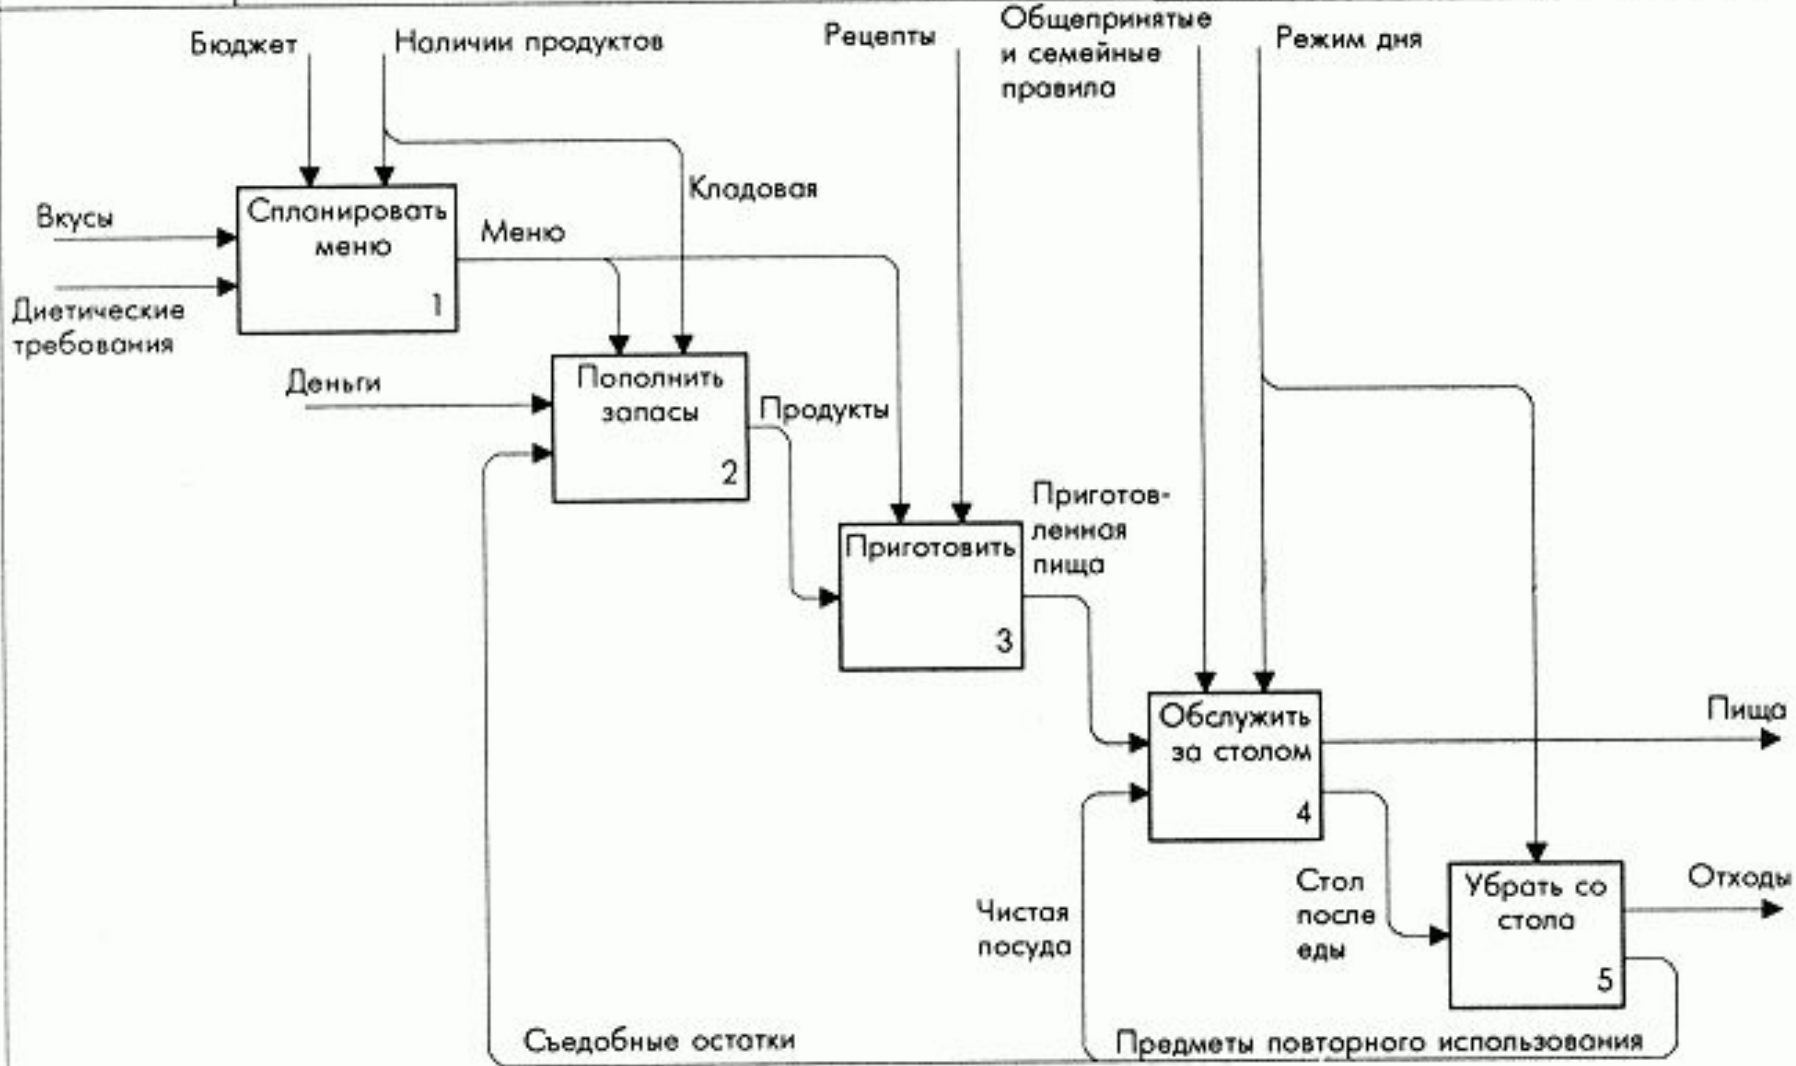 Бюджет
Наличии продуктов
Рецепты
Общепринятые
и семейные
правила
Режим дня
Вкусы
Диетические
требования
Спланировать
меню
1
Меню
Кладовая
Деньги
Пополнить
запасы
2
Продукты
Приготовить
3
Приготов-
ленная
пища
Обслужить
за столом
4
Пища
Чистая
посуда
Стол
после
еды
Убрать со
стола
5
Отходы
Съедобные остатки
Предметы повторного использования